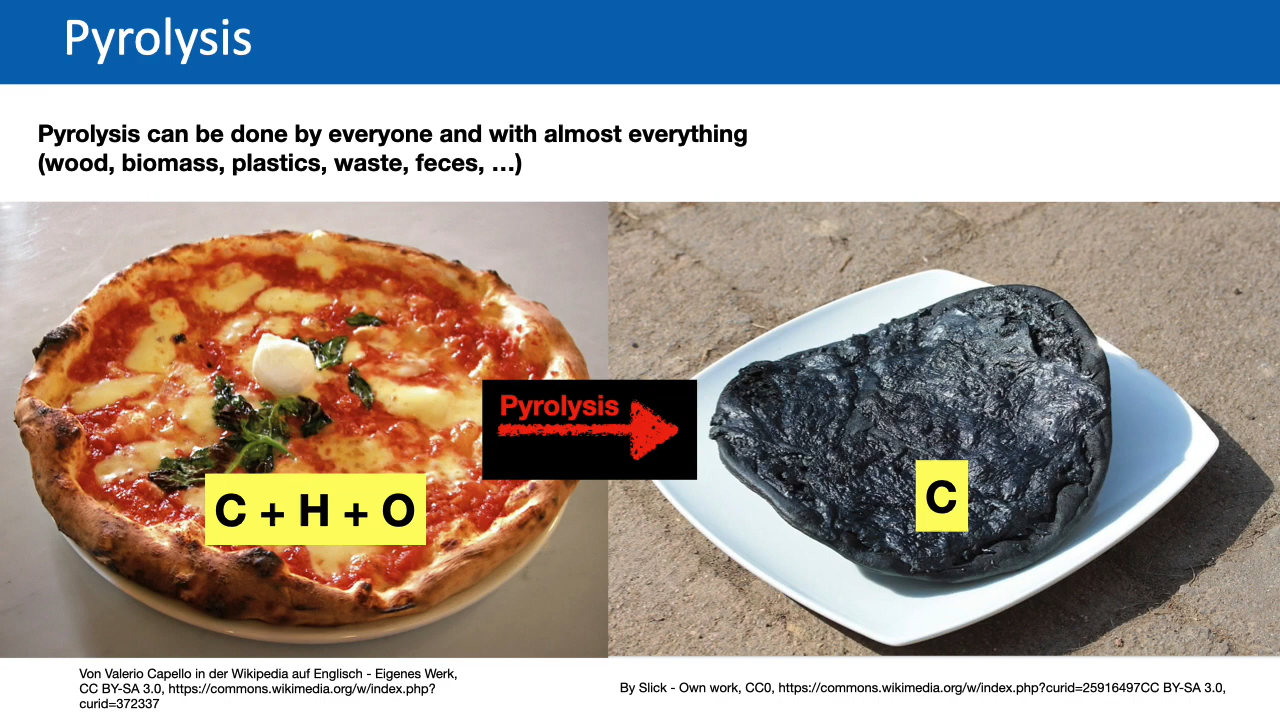 Pyrolysis
Pyrolysis can be done by everyone and with almost everything
(wood, biomass, plastics, waste, feces, …)
Pyrolysis
C + H + O
C
Von Valerio Capello in der Wikipedia auf Englisch - Eigenes Werk,
CC BY-SA 3.0, https://commons.wikimedia.org/w/index.php?
curid=372337
By Slick - Own work, CC0, https://commons.wikimedia.org/w/index.php?curid=25916497CC BY-SA 3.0,